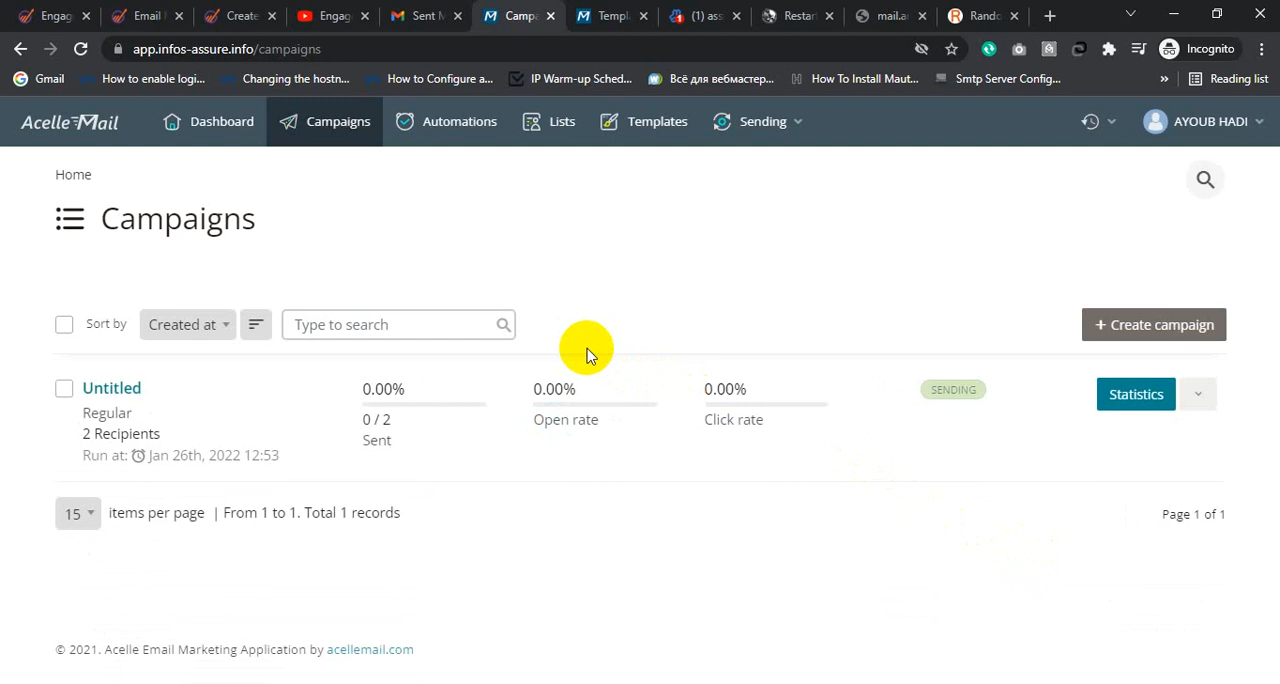 Engag
Email
Create
Engag
Sent M
Campa
Templ
(1) ass
Restar
mail.ar
Rando
app.infos-assure.info/campaigns
Incognito
Gmail
How to enable logi...
Changing the hostn...
How to Configure a...
IP Warm-up Sched...
Всё для вебмастер...
How To Install Maut...
Smtp Server Config...
»
Reading list
Acelle Mail
Dashboard
Campaigns
Automations
Lists
Templates
Sending
AYOUB HADI
Home
Campaigns
Sort by
Created at
Type to search
+ Create campaign
Untitled
Regular
2 Recipients
Run at: Jan 26th, 2022 12:53
0.00%
0 / 2
Sent
0.00%
Open rate
0.00%
Click rate
SENDING
Statistics
15
items per page | From 1 to 1. Total 1 records
Page 1 of 1
© 2021. Acelle Email Marketing Application by acellemail.com